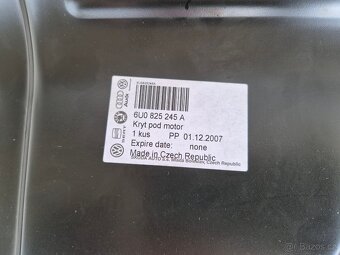 Audi
6U0 825 245 A
Kryt pod motor
1 kus PP 01.12.2007
Expire date: none
Made in Czech Republic